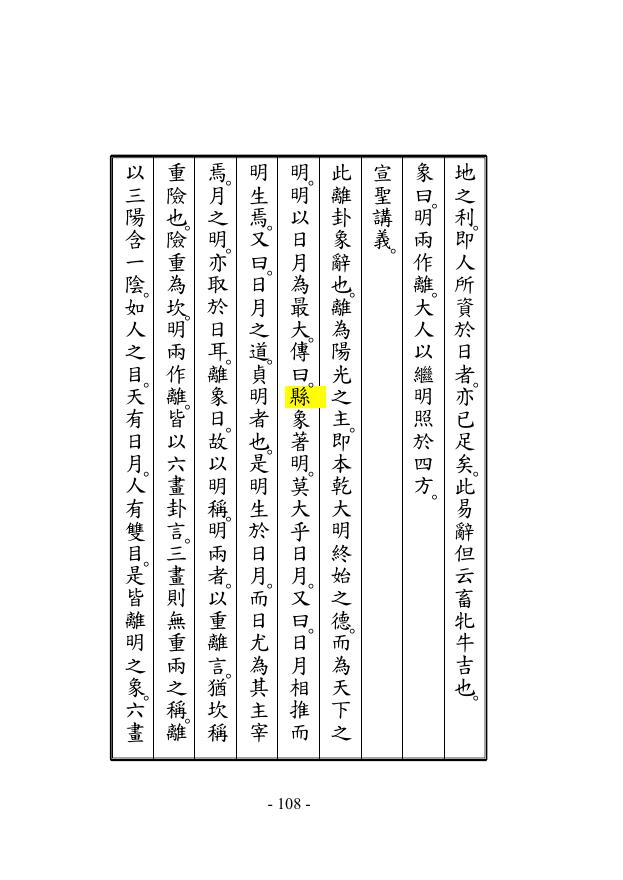 地之利。即人所資於日者。亦已足矣。此易辭但云畜牝牛吉也。
象曰。明兩作離。大人以繼明照於四方。
宣聖講義。
此離卦象辭也。離為陽光之主。即本乾大明終始之德。而為天下之
明。明以日月為最大。傳曰。縣象著明。莫大乎日月。又曰。日月相推而
明生焉。又曰。日月之道。貞明者也。是明生於日月。而日尤為其主宰
焉。月之明。亦取於日耳。離象日。故以明稱。明兩者。以重離言。猶坎稱
重險也。險重為坎。明兩作離。皆以六畫卦言。三畫則無重兩之稱。離
以三陽含一陰。如人之目。天有日月。人有雙目。是皆離明之象。六畫
- 108 -